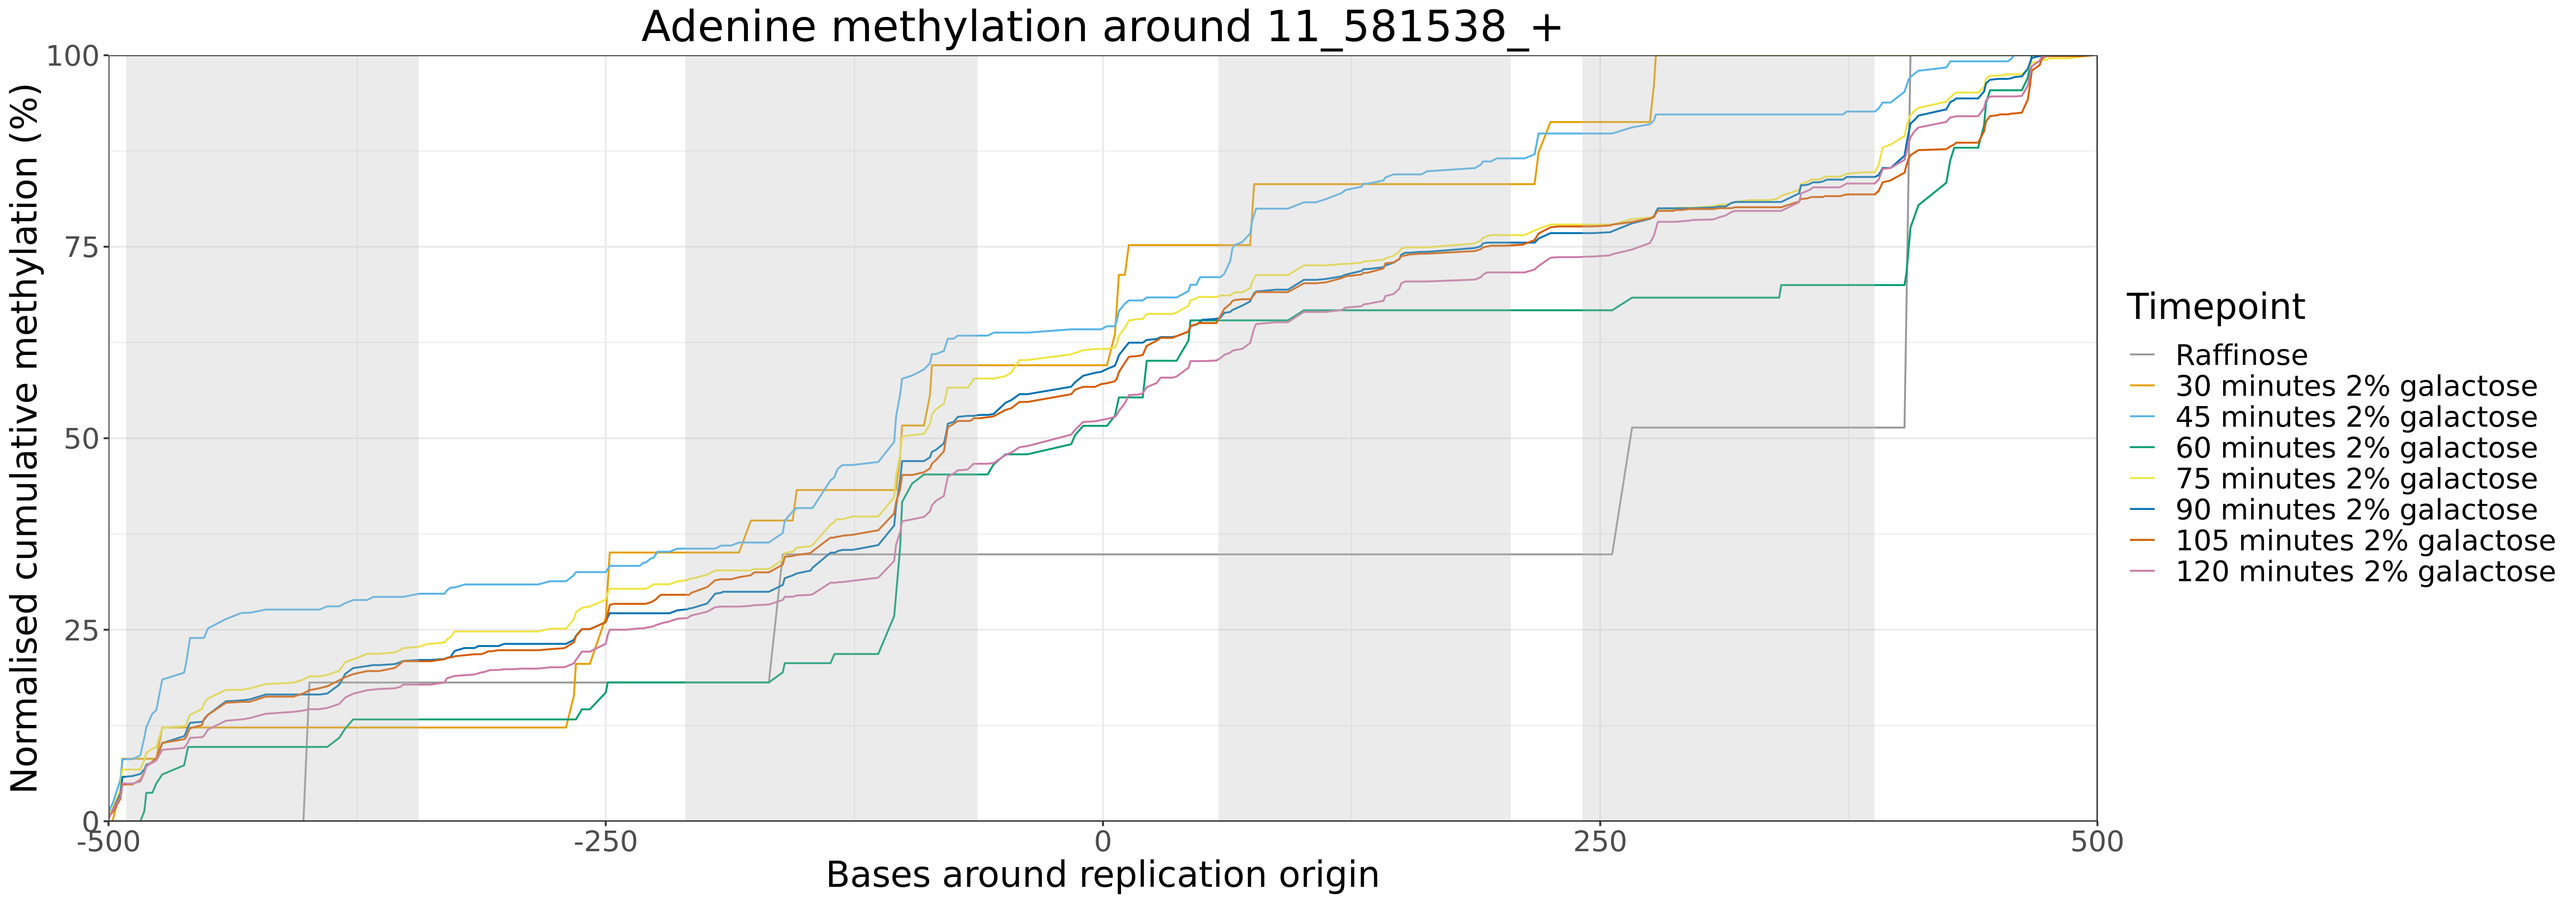 Adenine methylation around 11_581538_+
Normalised cumulative methylation (%)
100
75
50
25
0
-500
-250
0
250
500
Bases around replication origin
Timepoint
Raffinose
30 minutes 2% galactose
45 minutes 2% galactose
60 minutes 2% galactose
75 minutes 2% galactose
90 minutes 2% galactose
105 minutes 2% galactose
120 minutes 2% galactose